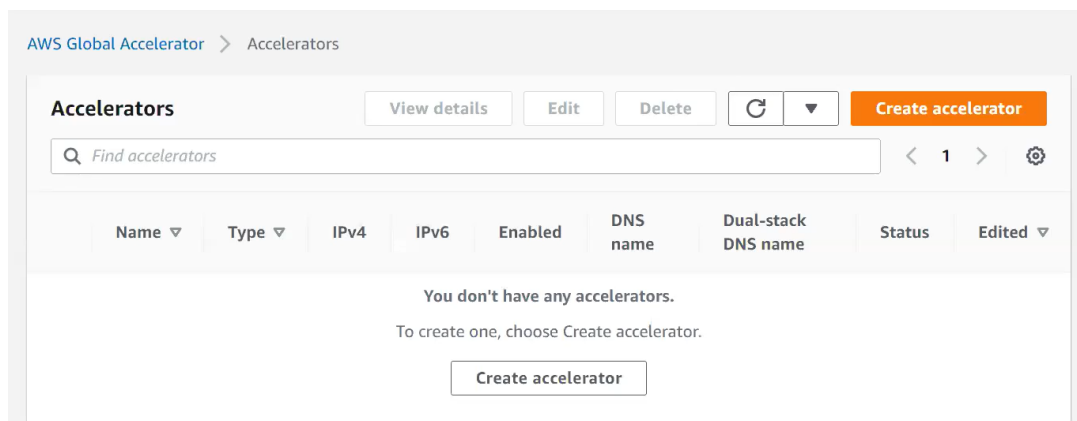 AWS Global Accelerator > Accelerators
Accelerators View details Edit Delete Create accelerator
Find accelerators 1
Name Type IPv4 IPv6 Enabled DNS name Dual-stack DNS name Status Edited
You don't have any accelerators.
To create one, choose Create accelerator.
Create accelerator